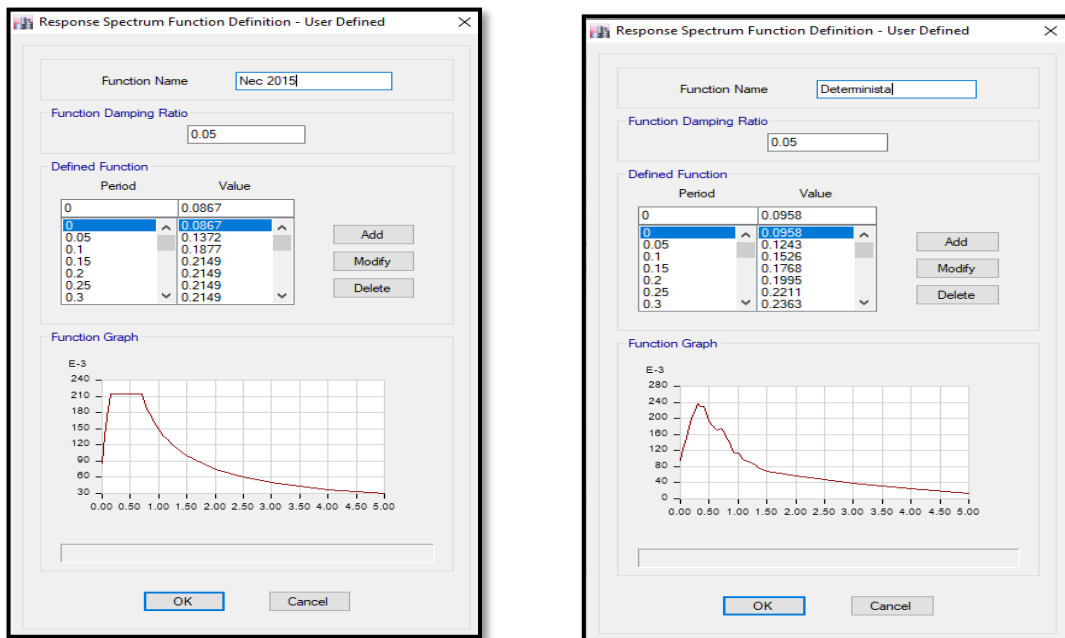 Response Spectrum Function Definition - User Defined
Function Name
Nec 2015
Function Damping Ratio
0.05
Defined Function
Period Value
0 0.0867
0 0.0867
0.05 0.1372
0.1 0.1877
0.15 0.2149
0.2 0.2149
0.25 0.2149
0.3 0.2149
Add
Modify
Delete
Function Graph
E-3
240
210
180
150
120
90
60
30
0.00 0.50 1.00 1.50 2.00 2.50 3.00 3.50 4.00 4.50 5.00
OK Cancel
Response Spectrum Function Definition - User Defined
Function Name
Determinista
Function Damping Ratio
0.05
Defined Function
Period Value
0 0.0958
0 0.0958
0.05 0.1243
0.1 0.1526
0.15 0.1768
0.2 0.1995
0.25 0.2211
0.3 0.2363
Add
Modify
Delete
Function Graph
E-3
280
240
200
160
120
80
40
0
0.00 0.50 1.00 1.50 2.00 2.50 3.00 3.50 4.00 4.50 5.00
OK Cancel